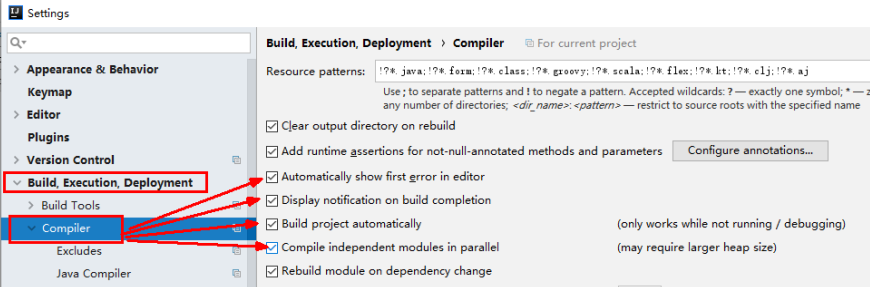 Settings
Appearance & Behavior
Keymap
Editor
Plugins
Version Control
Build, Execution, Deployment
Build Tools
Compiler
Excludes
Java Compiler
Build, Execution, Deployment › Compiler For current project
Resource patterns: !?*.java;!?*.form;!?*.class;!?*.groovy;!?*.scala;!?*.flex;!?*.kt;!?*.clj;!?*.aj
Use ; to separate patterns and ! to negate a pattern. Accepted wildcards: ? — exactly one symbol; * — z
any number of directories; <dir_name>:<pattern> — restrict to source roots with the specified name
Clear output directory on rebuild
Add runtime assertions for not-null-annotated methods and parameters Configure annotations...
Automatically show first error in editor
Display notification on build completion
Build project automatically (only works while not running / debugging)
Compile independent modules in parallel (may require larger heap size)
Rebuild module on dependency change